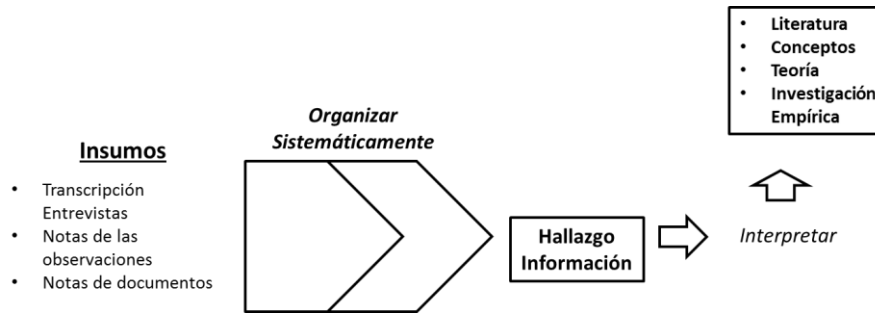 Insumos
• Transcripción
Entrevistas
• Notas de las
observaciones
• Notas de documentos
Organizar
Sistemáticamente
Hallazgo
Información
Interpretar
• Literatura
• Conceptos
• Teoría
• Investigación
Empírica